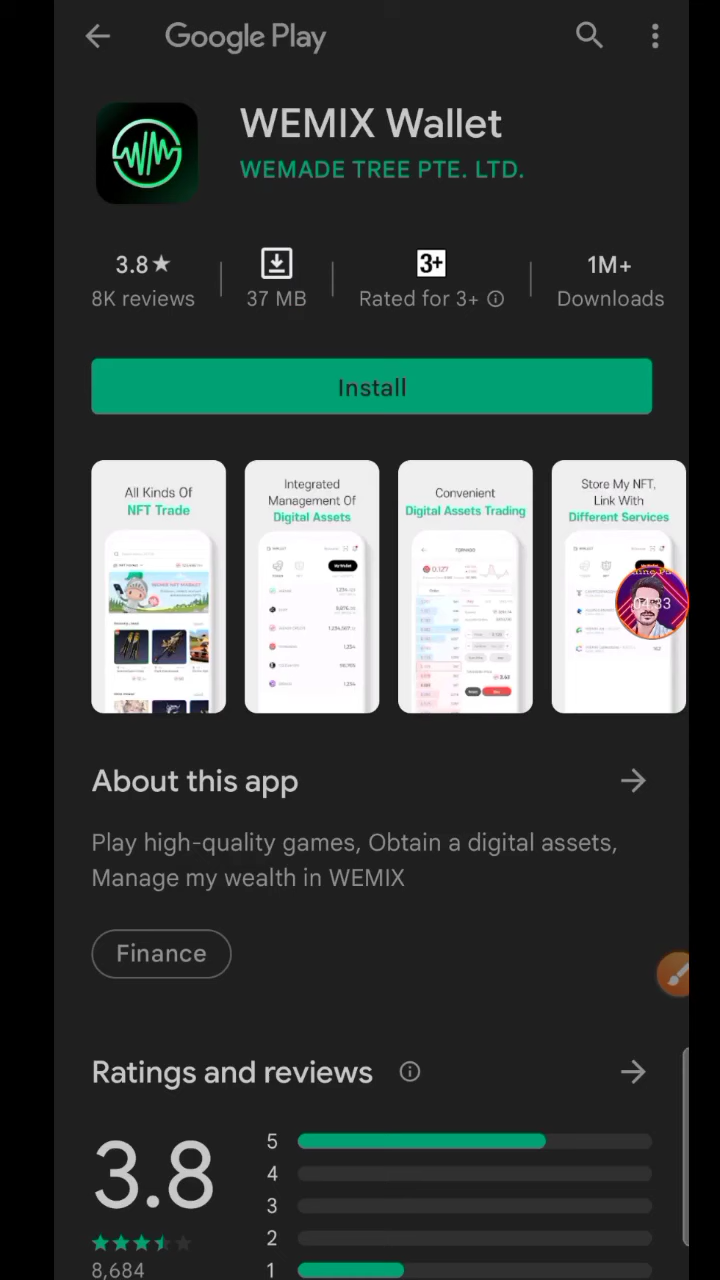 Google Play
WEMIX Wallet
WEMADE TREE PTE. LTD.
3.8★
8K reviews
37 MB
3+
Rated for 3+
1M+
Downloads
Install
All Kinds Of
NFT Trade
Integrated
Management Of
Digital Assets
Convenient
Digital Assets Trading
0.127
Store My NFT,
Link With
Different Services
About this app
Play high-quality games, Obtain a digital assets,
Manage my wealth in WEMIX
Finance
Ratings and reviews
3.8
8,684
5
4
3
2
1